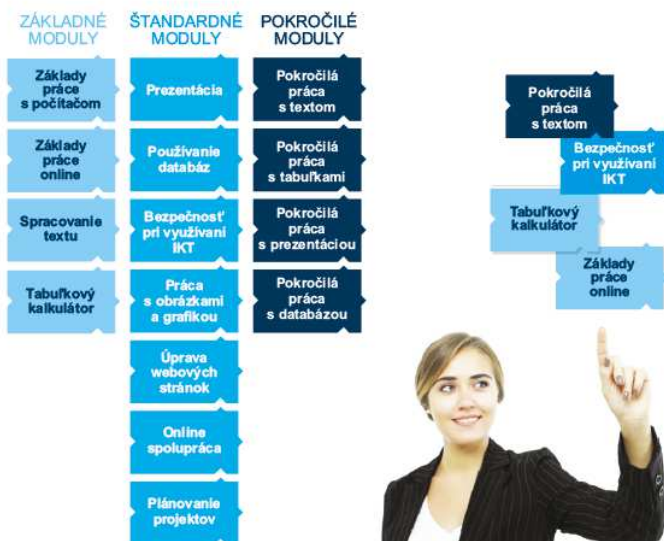 ZÁKLADNÉ
MODULY
Základy
práce
s počítačom
Základy
práce
online
Spracovanie
textu
Tabuľkový
kalkulátor
ŠTANDARDNÉ
MODULY
Prezentácia
Používanie
databáz
Bezpečnosť
pri využívaní
IKT
Práca
s obrázkami
a grafikou
Úprava
webových
stránok
Online
spolupráca
Plánovanie
projektov
POKROČILÉ
MODULY
Pokročilá
práca
s textom
Pokročilá
práca
s tabuľkami
Pokročilá
práca
s prezentáciou
Pokročilá
práca
s databázou
Pokročilá
práca
s textom
Bezpečnosť
pri využívaní
IKT
Tabuľkový
kalkulátor
Základy
práce
online